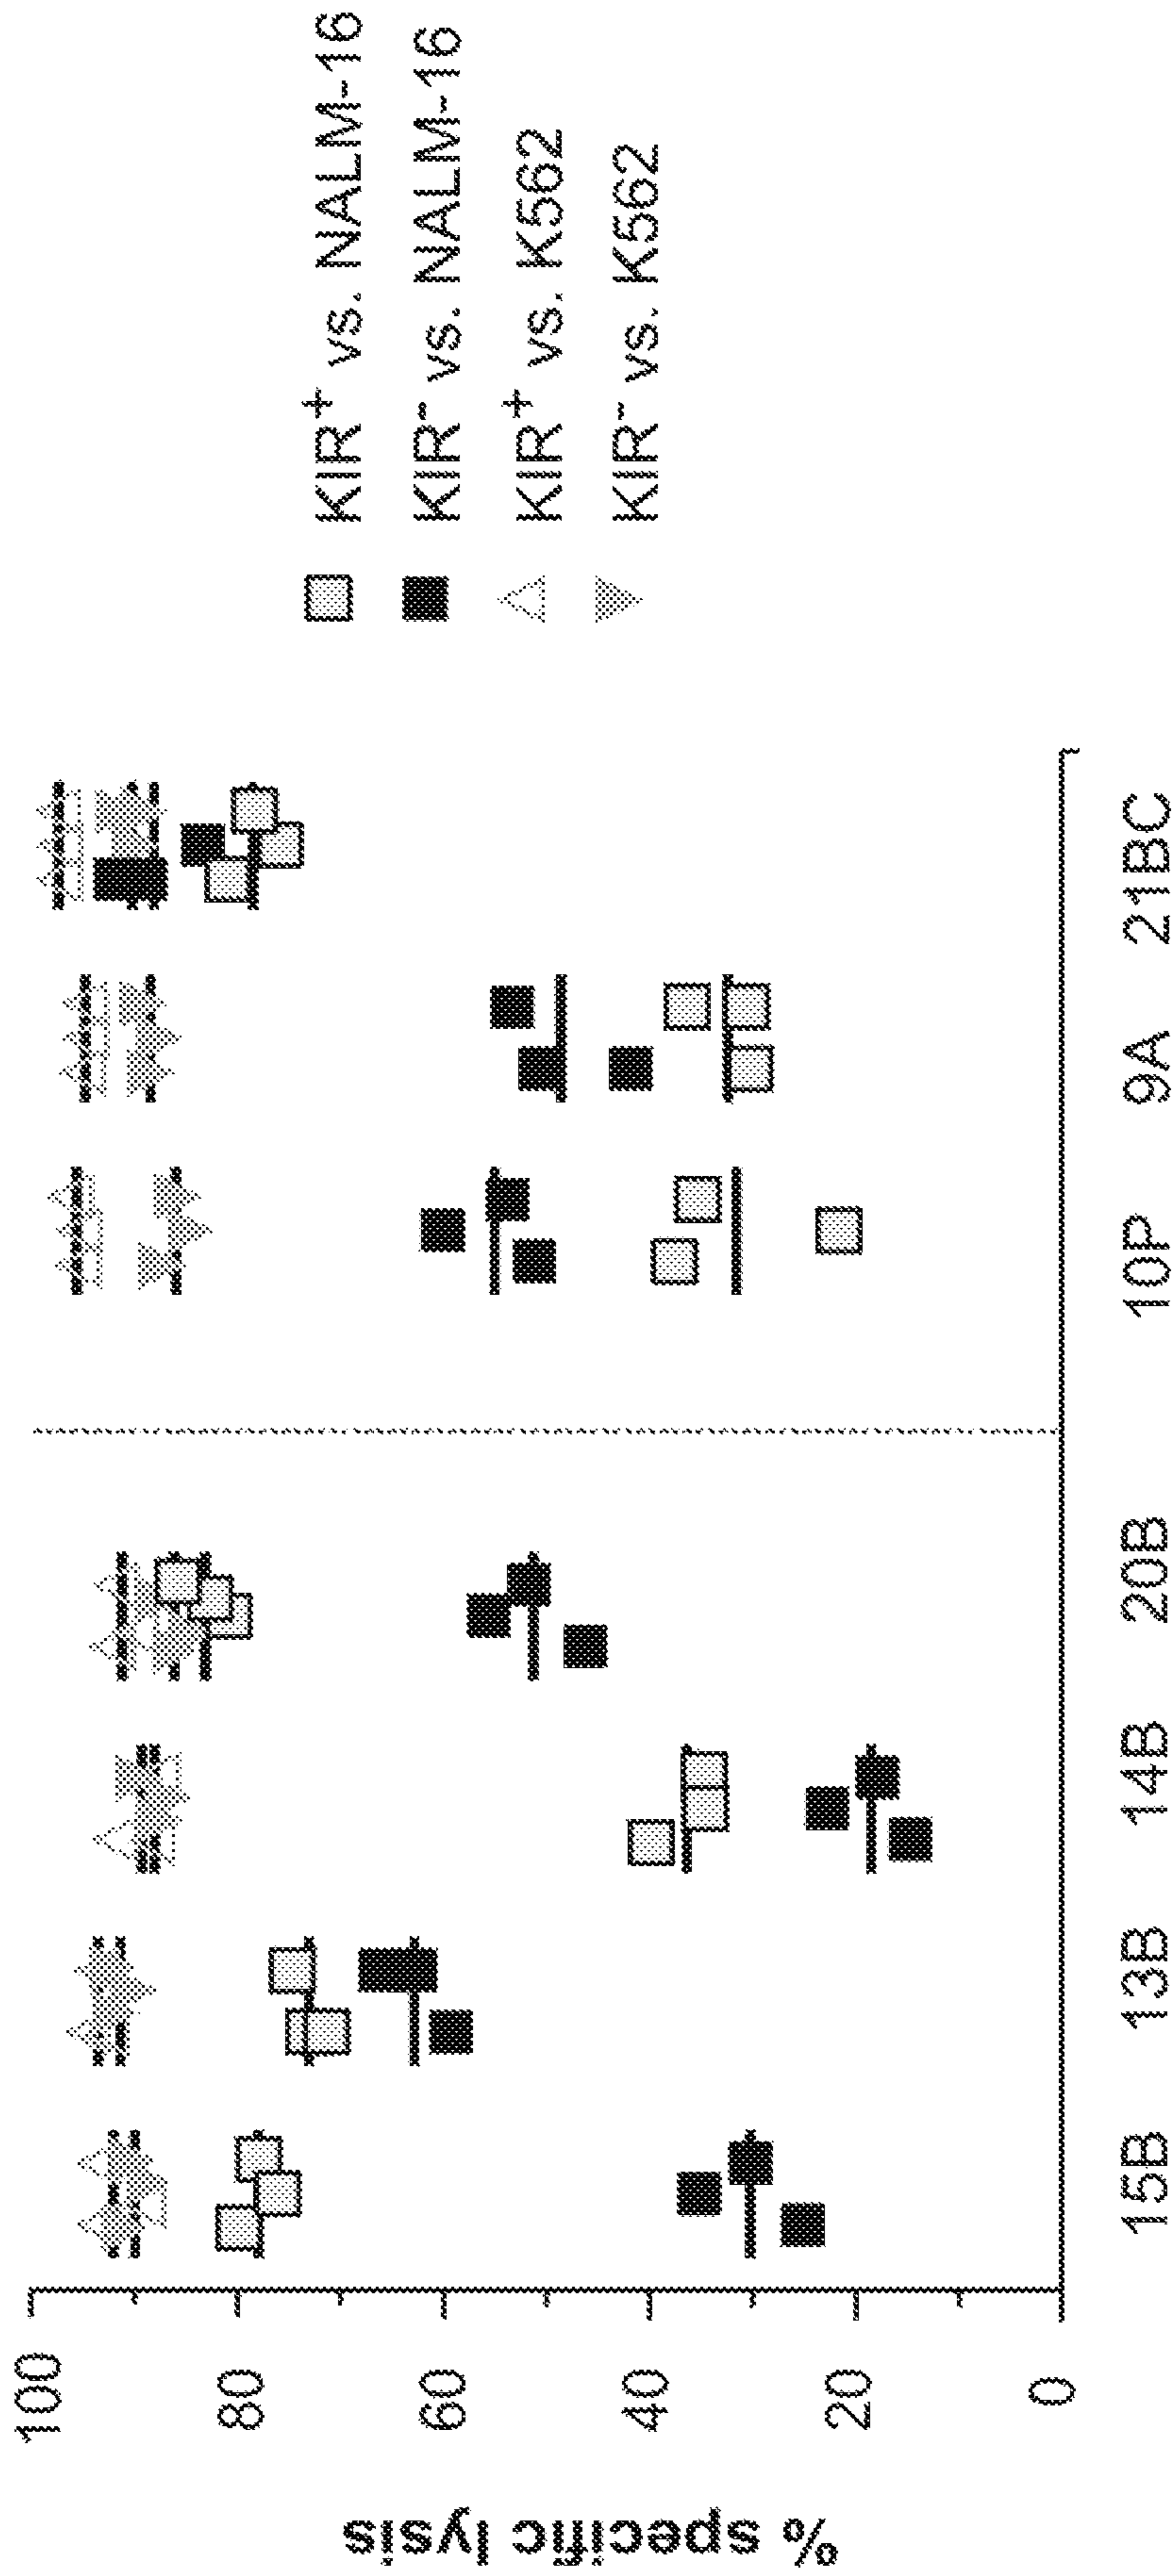 % specific lysis
100
80
60
40
20
0
15B 13B 14B 20B 10P 9A 21BC
KIR⁺ vs. NALM-16
KIR⁻ vs. NALM-16
KIR⁺ vs. K562
KIR⁻ vs. K562